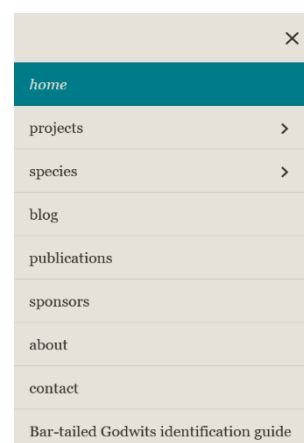 home
projects
species
blog
publications
sponsors
about
contact
Bar-tailed Godwits identification guide